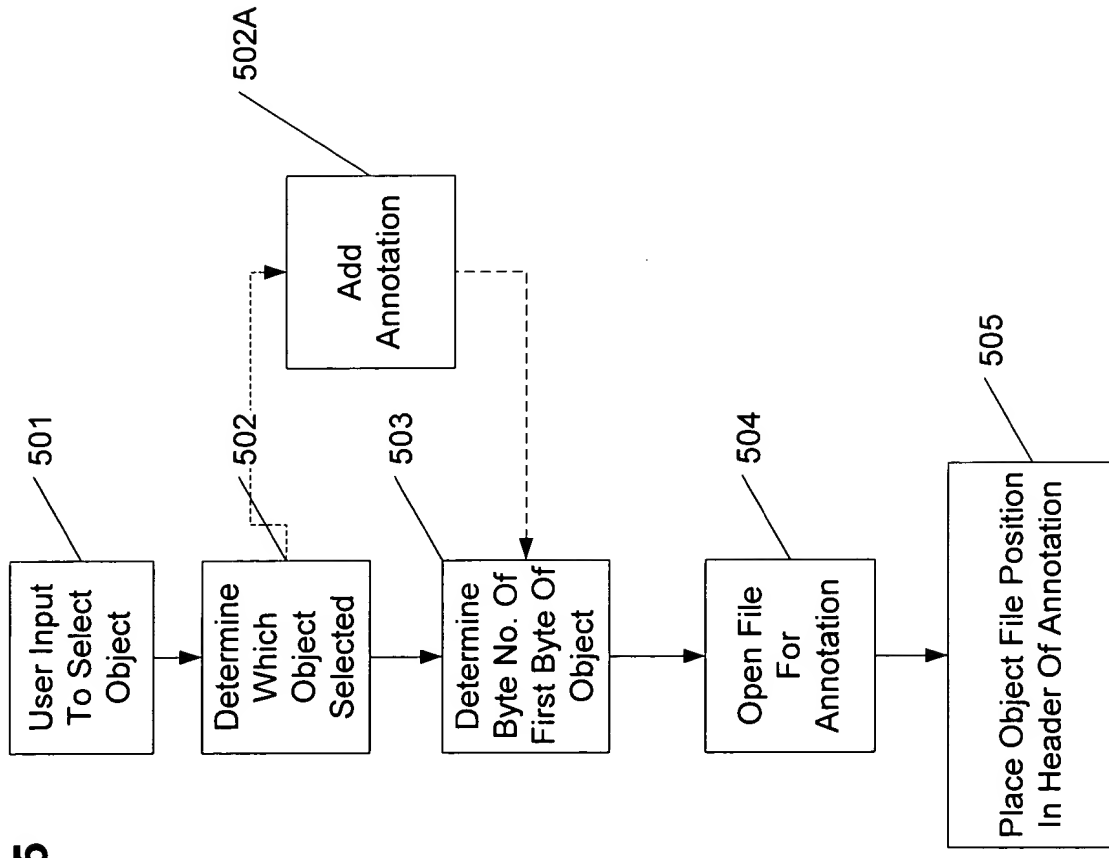 5
501
User Input
To Select
Object
502
Determine
Which
Object
Selected
502A
Add
Annotation
503
Determine
Byte No. Of
First Byte Of
Object
504
Open File
For
Annotation
505
Place Object File Position
In Header Of Annotation